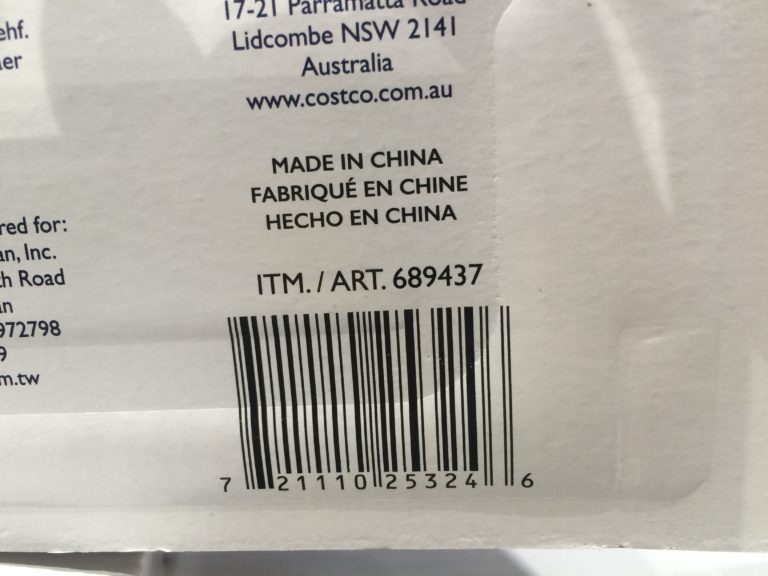 ehf.
er
17-21 Parramatta Road
Lidcombe NSW 2141
Australia
www.costco.com.au
MADE IN CHINA
FABRIQUÉ EN CHINE
HECHO EN CHINA
red for:
an, Inc.
h Road
n
972798
9
m.tw
ITM. / ART. 689437
7 21110 25324 6